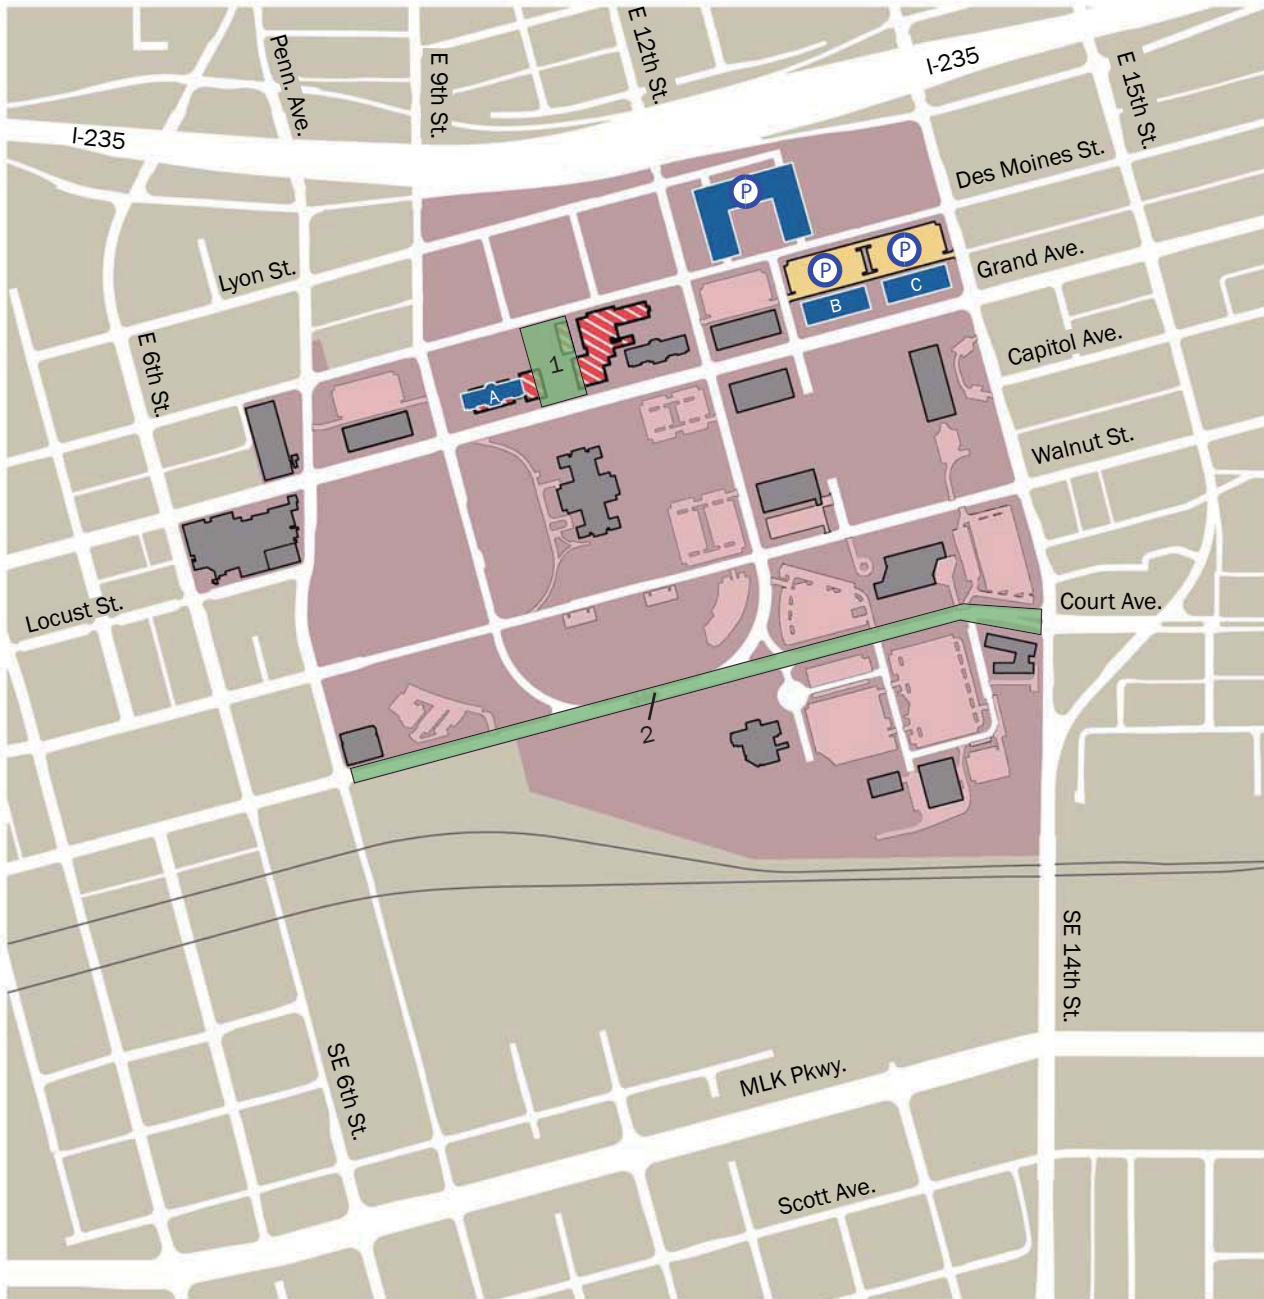 E 12th St.
Penn. Ave.
E 9th St.
I-235
E 15th St.
I-235
Des Moines St.
P
Grand Ave.
P
P
Lyon St.
C
B
E 6th St.
Capitol Ave.
1
A
Walnut St.
Locust St.
Court Ave.
2
SE 14th St.
SE 6th St.
MLK Pkwy.
Scott Ave.